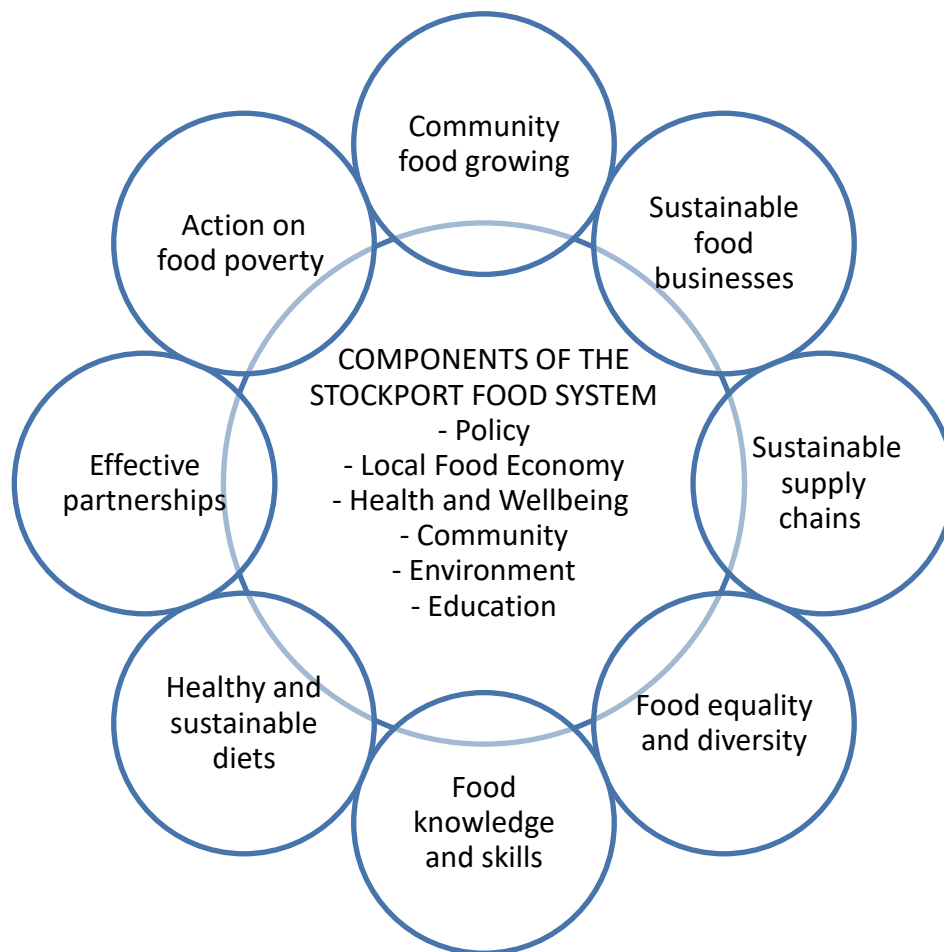 Community
food growing
Sustainable
food
businesses
Sustainable
supply
chains
Food equality
and diversity
Food
knowledge
and skills
Healthy and
sustainable
diets
Effective
partnerships
Action on
food poverty
COMPONENTS OF THE
STOCKPORT FOOD SYSTEM
- Policy
- Local Food Economy
- Health and Wellbeing
- Community
- Environment
- Education